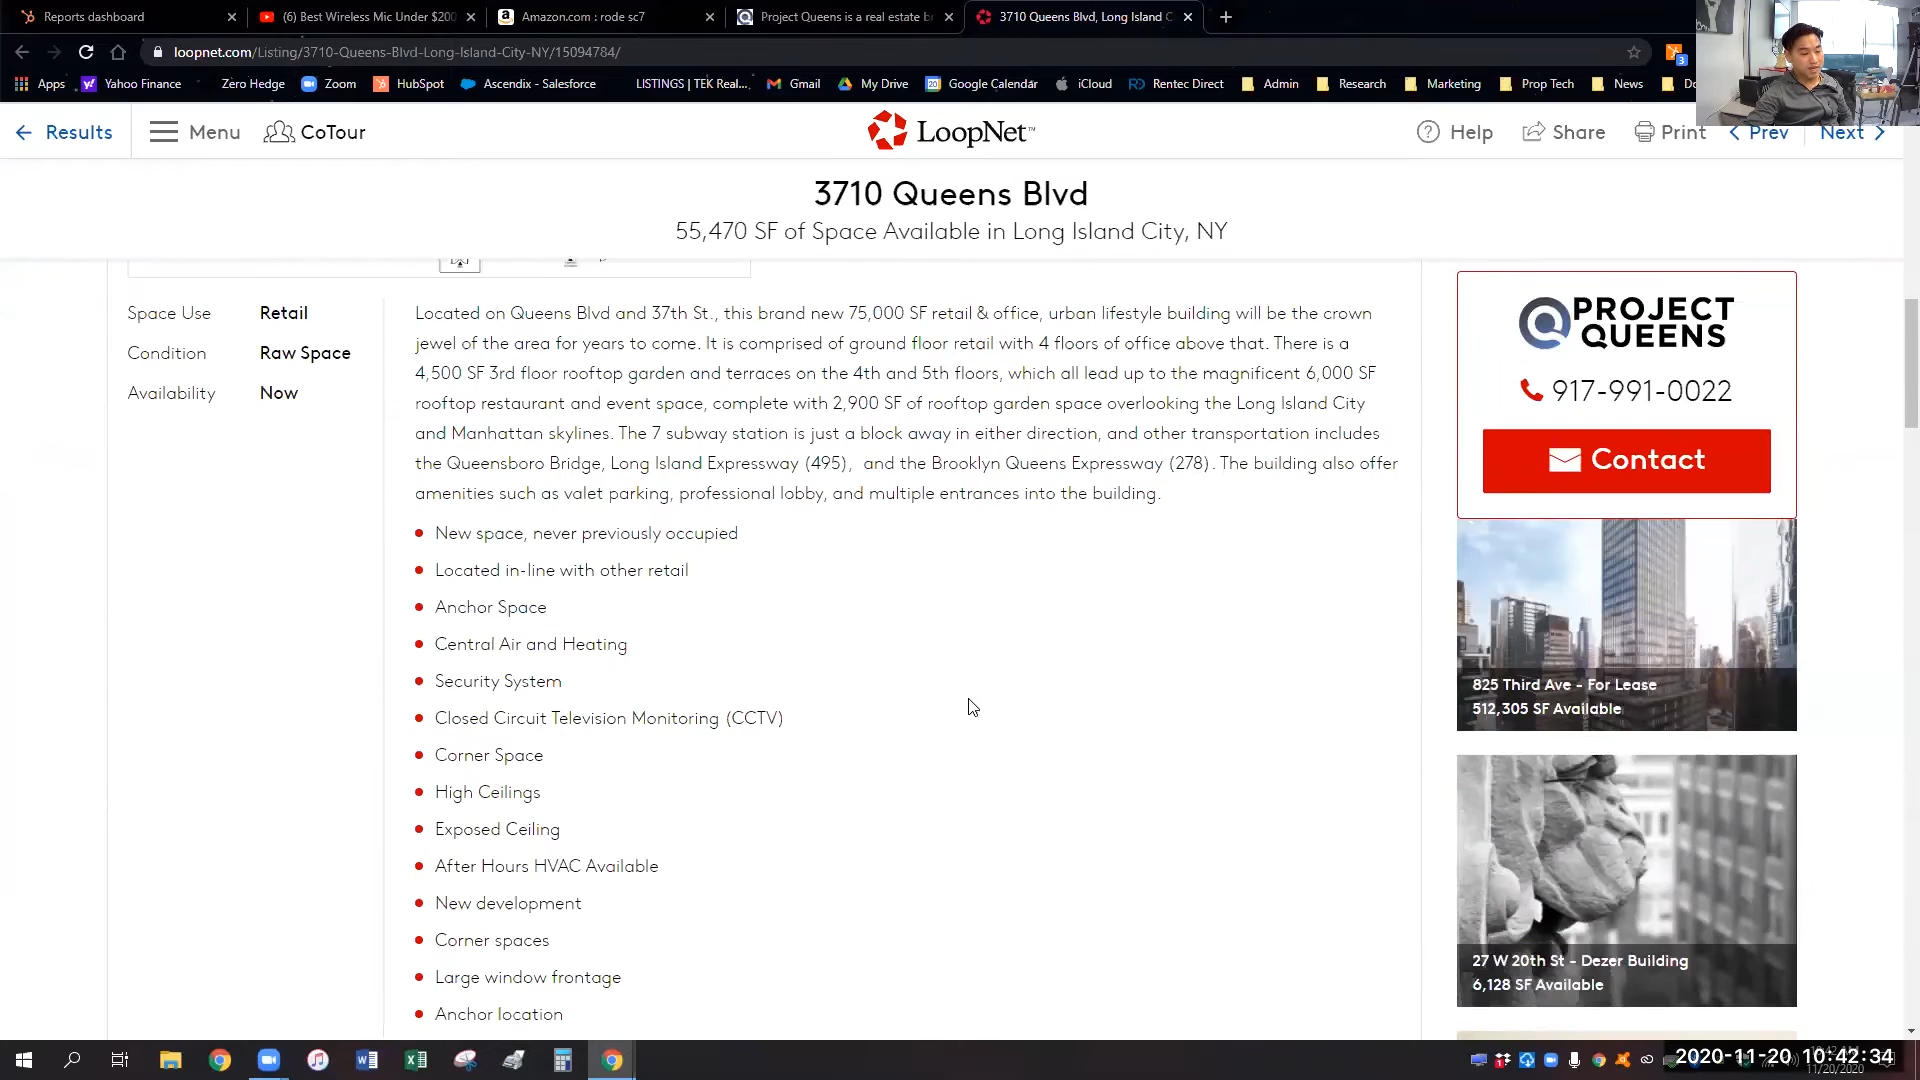 Reports dashboard
(6) Best Wireless Mic Under $200
Amazon.com : rode sc7
Project Queens is a real estate br
3710 Queens Blvd, Long Island C
loopnet.com/Listing/3710-Queens-Blvd-Long-Island-City-NY/15094784/
3
Apps
Yahoo Finance
Zero Hedge
Zoom
HubSpot
Ascendix - Salesforce
LISTINGS | TEK Real...
Gmail
My Drive
Google Calendar
iCloud
Rentec Direct
Admin
Research
Marketing
Prop Tech
News
Results
Menu
CoTour
LoopNet™
Help
Share
Print
Prev
Next
3710 Queens Blvd
55,470 SF of Space Available in Long Island City, NY
Space Use Retail
Condition Raw Space
Availability Now
Located on Queens Blvd and 37th St., this brand new 75,000 SF retail & office, urban lifestyle building will be the crown
jewel of the area for years to come. It is comprised of ground floor retail with 4 floors of office above that. There is a
4,500 SF 3rd floor rooftop garden and terraces on the 4th and 5th floors, which all lead up to the magnificent 6,000 SF
rooftop restaurant and event space, complete with 2,900 SF of rooftop garden space overlooking the Long Island City
and Manhattan skylines. The 7 subway station is just a block away in either direction, and other transportation includes
the Queensboro Bridge, Long Island Expressway (495), and the Brooklyn Queens Expressway (278). The building also offer
amenities such as valet parking, professional lobby, and multiple entrances into the building.
New space, never previously occupied
Located in-line with other retail
Anchor Space
Central Air and Heating
Security System
Closed Circuit Television Monitoring (CCTV)
Corner Space
High Ceilings
Exposed Ceiling
After Hours HVAC Available
New development
Corner spaces
Large window frontage
Anchor location
PROJECT
QUEENS
917-991-0022
Contact
825 Third Ave - For Lease
512,305 SF Available
27 W 20th St - Dezer Building
6,128 SF Available
2020-11-20 10:42:34
11/20/2020